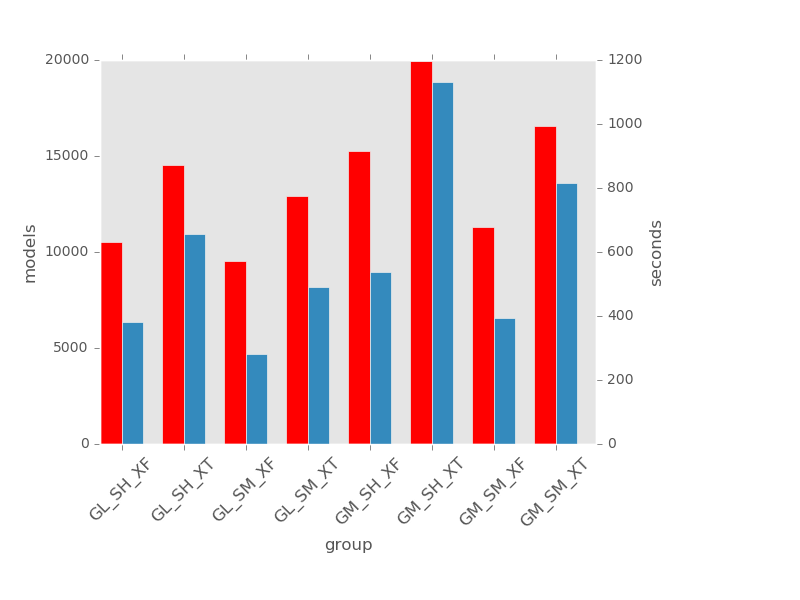 20000
15000
10000
5000
0
models
1200
1000
800
600
400
200
0
seconds
GL_SH_XF
GL_SH_XT
GL_SM_XF
GL_SM_XT
GM_SH_XF
GM_SH_XT
GM_SM_XF
GM_SM_XT
group